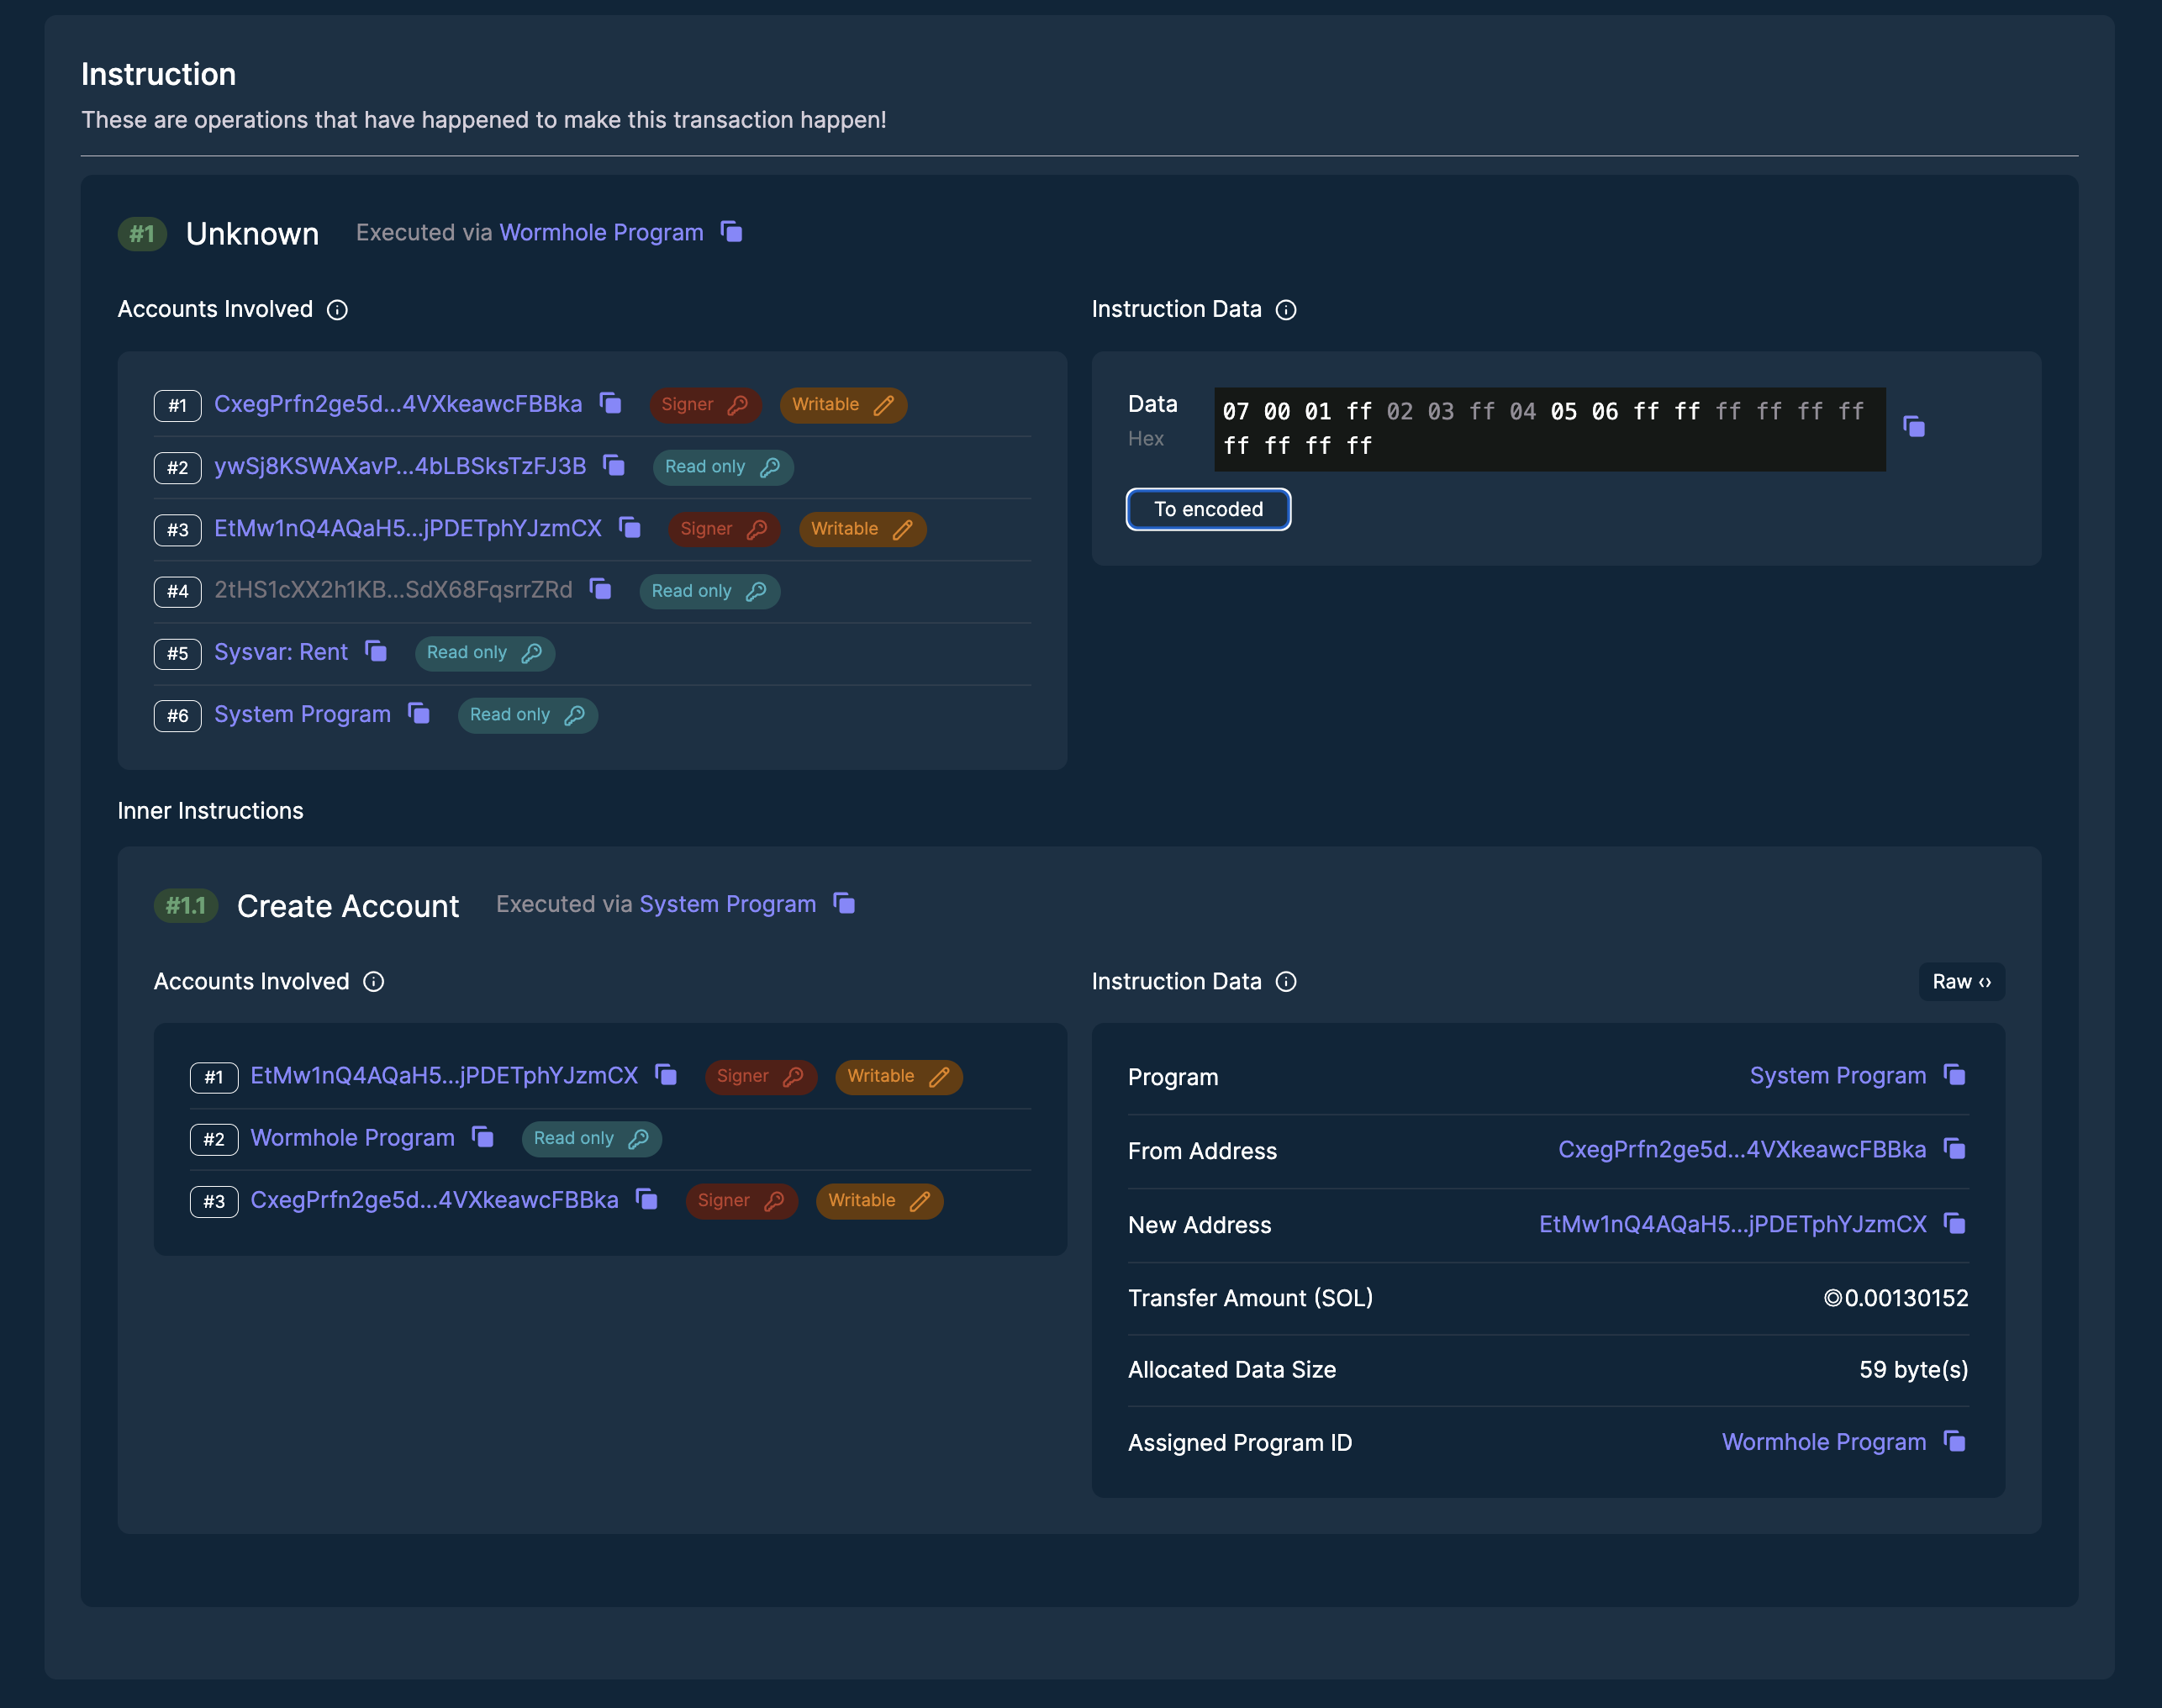 Instruction
These are operations that have happened to make this transaction happen!
#1 Unknown Executed via Wormhole Program
Accounts Involved
#1 CxegPrfn2ge5d...4VXkeawcFBBka Signer Writable
#2 ywSj8KSWAXavP...4bLBSksTzFJ3B Read only
#3 EtMw1nQ4AQaH5...jPDETphYJzmCX Signer Writable
#4 2tHS1cXX2h1KB...SdX68FqsrrZRd Read only
#5 Sysvar: Rent Read only
#6 System Program Read only
Instruction Data
Data
Hex
07 00 01 ff 02 03 ff 04 05 06 ff ff ff ff ff ff
ff ff ff ff
To encoded
Inner Instructions
#1.1 Create Account Executed via System Program
Accounts Involved
#1 EtMw1nQ4AQaH5...jPDETphYJzmCX Signer Writable
#2 Wormhole Program Read only
#3 CxegPrfn2ge5d...4VXkeawcFBBka Signer Writable
Instruction Data Raw <>
Program System Program
From Address CxegPrfn2ge5d...4VXkeawcFBBka
New Address EtMw1nQ4AQaH5...jPDETphYJzmCX
Transfer Amount (SOL) ◎0.00130152
Allocated Data Size 59 byte(s)
Assigned Program ID Wormhole Program